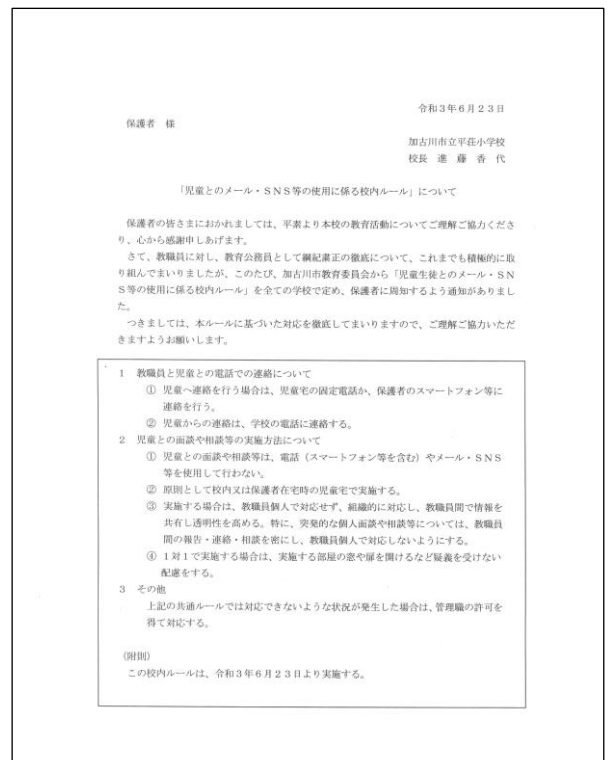 令和3年6月23日
保護者 様
加古川市立平荘小学校
校長 進 藤 香 代
「児童とのメール・SNS等の使用に係る校内ルール」について
保護者の皆さまにおかれましては、平素より本校の教育活動についてご理解ご協力くださ
り、心から感謝申しあげます。
さて、教職員に対し、教育公務員として綱紀粛正の徹底について、これまでも積極的に取
り組んでまいりましたが、このたび、加古川市教育委員会から「児童生徒とのメール・SN
S等の使用に係る校内ルール」を全ての学校で定め、保護者に周知するよう通知がありまし
た。
つきましては、本ルールに基づいた対応を徹底してまいりますので、ご理解ご協力いただ
きますようお願いします。
1 教職員と児童との電話での連絡について
① 児童へ連絡を行う場合は、児童宅の固定電話か、保護者のスマートフォン等に
連絡を行う。
② 児童からの連絡は、学校の電話に連絡する。
2 児童との面談や相談等の実施方法について
① 児童との面談や相談等は、電話（スマートフォン等を含む）やメール・SNS
等を使用して行わない。
② 原則として校内又は保護者在宅時の児童宅で実施する。
③ 実施する場合は、教職員個人で対応せず、組織的に対応し、教職員間で情報を
共有し透明性を高める。特に、突発的な個人面談や相談等については、教職員
間の報告・連絡・相談を密にし、教職員個人で対応しないようにする。
④ 1対1で実施する場合は、実施する部屋の窓や扉を開けるなど疑義を受けない
配慮をする。
3 その他
上記の共通ルールでは対応できないような状況が発生した場合は、管理職の許可を
得て対応する。
（附則）
この校内ルールは、令和3年6月23日より実施する。